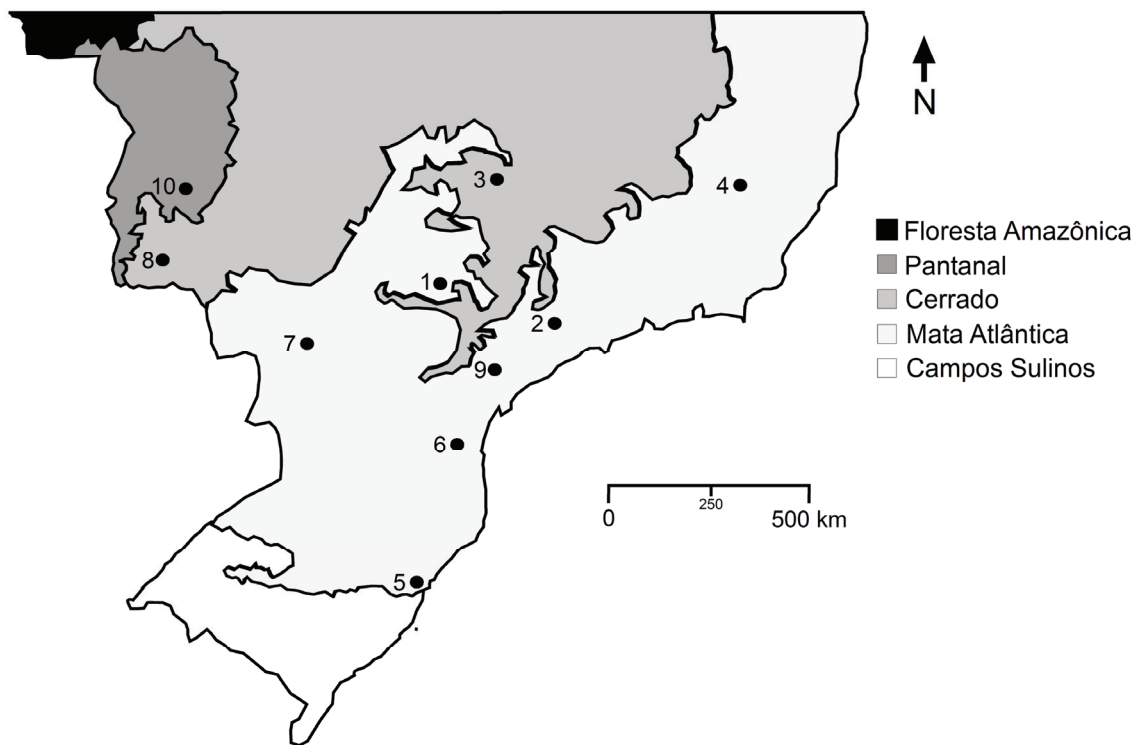 N
10
3
4
8
1
2
7
9
6
5
Floresta Amazônica
Pantanal
Cerrado
Mata Atlântica
Campos Sulinos
0 250 500 km